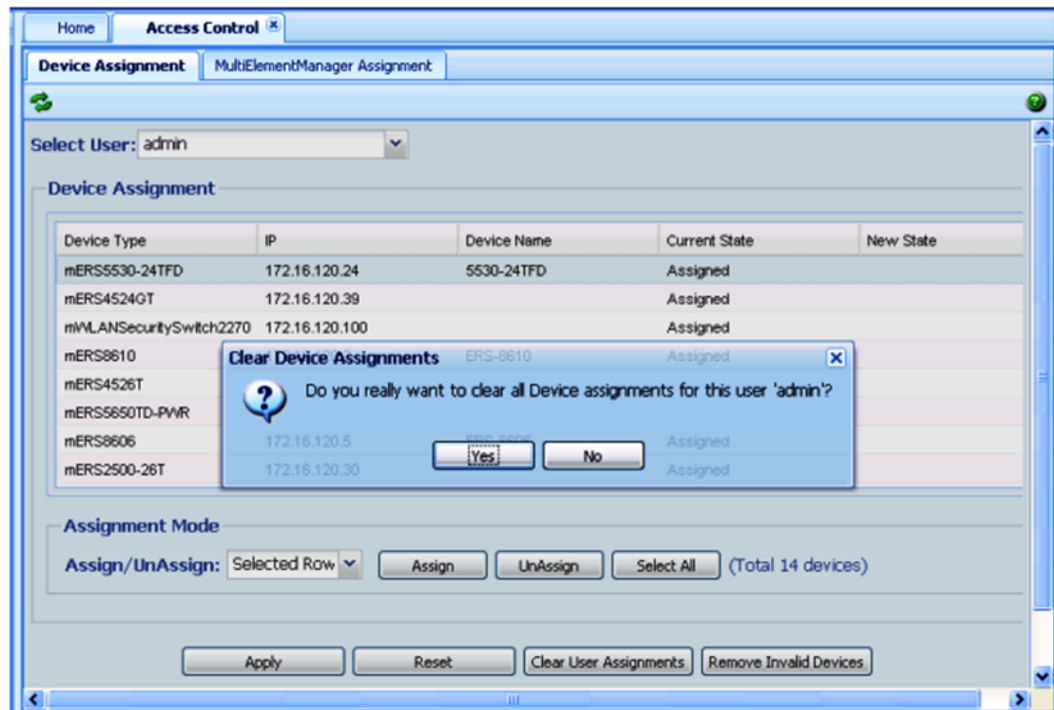 Home Access Control
Device Assignment MultiElementManager Assignment
Select User: admin
Device Assignment
Device Type IP Device Name Current State New State
mERS5530-24TFD 172.16.120.24 5530-24TFD Assigned
mERS4524GT 172.16.120.39 Assigned
mWLANSecuritySwitch2270 172.16.120.100 Assigned
mERS8610 ERS-8610 Assigned
Clear Device Assignments
mERS4526T
Do you really want to clear all Device assignments for this user 'admin'?
mERS5650TD-PWR
mERS8606 172.16.120.5 ERS-8606 Assigned
Yes No
mERS2500-26T 172.16.120.30 Assigned
Assignment Mode
Assign/UnAssign: Selected Row Assign UnAssign Select All (Total 14 devices)
Apply Reset Clear User Assignments Remove Invalid Devices